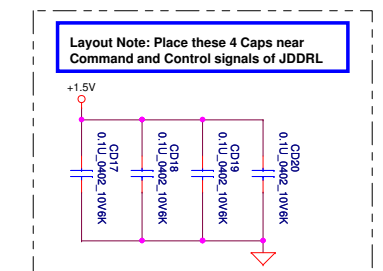 Layout Note: Place these 4 Caps near
Command and Control signals of JDDRL
+1.5V
CD17
0.1U_0402_10V6K
CD18
0.1U_0402_10V6K
CD19
0.1U_0402_10V6K
CD20
0.1U_0402_10V6K